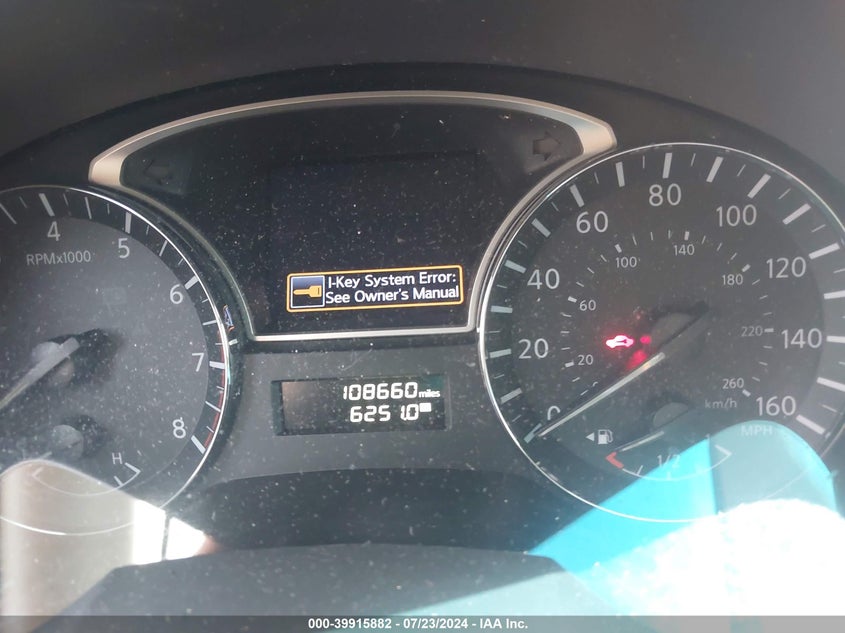 4
5
RPMx1000
6
7
8
H
I-Key System Error:
See Owner's Manual
108660 miles
6251.0
0
20
40
60
80
100
120
140
160
MPH
20
60
100
140
180
220
260
km/h
1/2
000-39915882 - 07/23/2024 - IAA Inc.